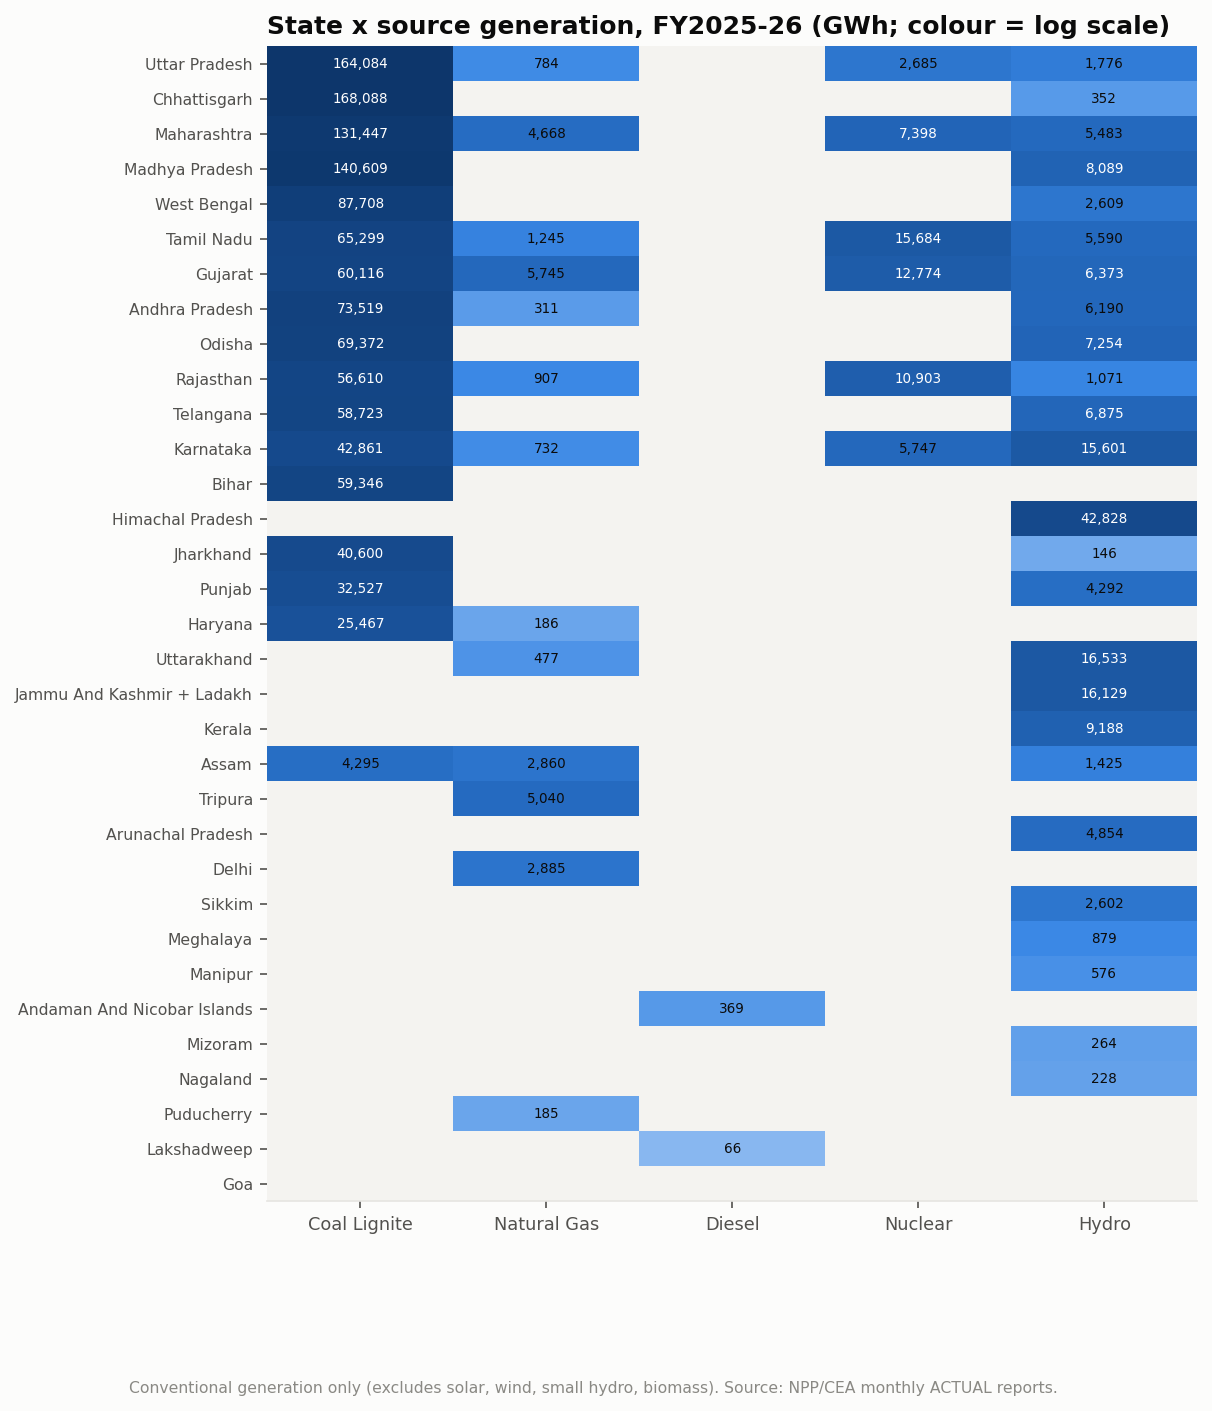 State x source generation, FY2025-26 (GWh; colour = log scale)
Uttar Pradesh 164,084 784 2,685 1,776
Chhattisgarh 168,088 352
Maharashtra 131,447 4,668 7,398 5,483
Madhya Pradesh 140,609 8,089
West Bengal 87,708 2,609
Tamil Nadu 65,299 1,245 15,684 5,590
Gujarat 60,116 5,745 12,774 6,373
Andhra Pradesh 73,519 311 6,190
Odisha 69,372 7,254
Rajasthan 56,610 907 10,903 1,071
Telangana 58,723 6,875
Karnataka 42,861 732 5,747 15,601
Bihar 59,346
Himachal Pradesh 42,828
Jharkhand 40,600 146
Punjab 32,527 4,292
Haryana 25,467 186
Uttarakhand 477 16,533
Jammu And Kashmir + Ladakh 16,129
Kerala 9,188
Assam 4,295 2,860 1,425
Tripura 5,040
Arunachal Pradesh 4,854
Delhi 2,885
Sikkim 2,602
Meghalaya 879
Manipur 576
Andaman And Nicobar Islands 369
Mizoram 264
Nagaland 228
Puducherry 185
Lakshadweep 66
Goa
Coal Lignite Natural Gas Diesel Nuclear Hydro
Conventional generation only (excludes solar, wind, small hydro, biomass). Source: NPP/CEA monthly ACTUAL reports.